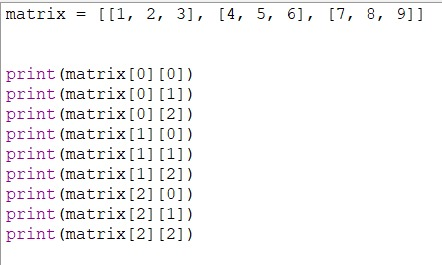 matrix = [[1, 2, 3], [4, 5, 6], [7, 8, 9]]
print(matrix[0][0])
print(matrix[0][1])
print(matrix[0][2])
print(matrix[1][0])
print(matrix[1][1])
print(matrix[1][2])
print(matrix[2][0])
print(matrix[2][1])
print(matrix[2][2])